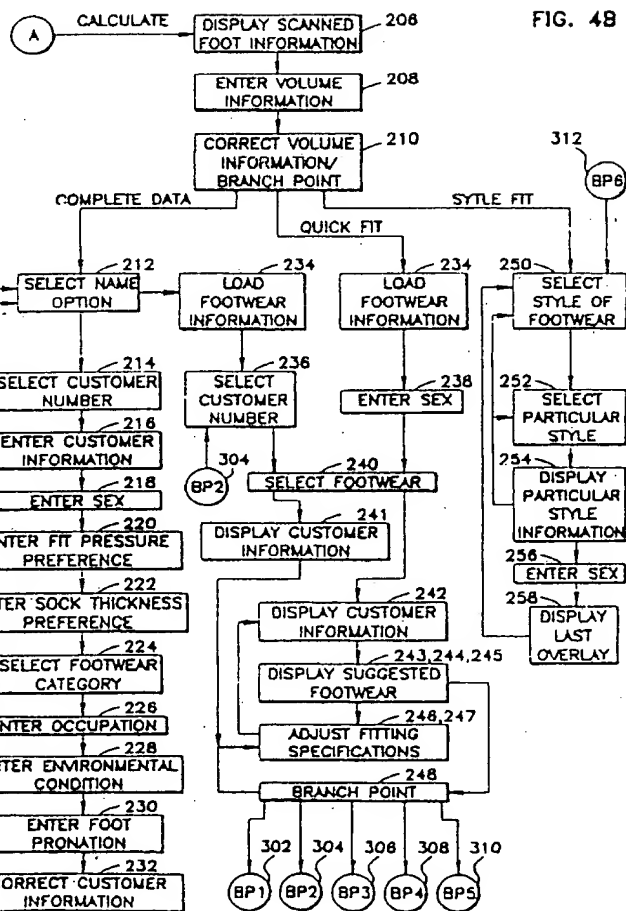 FIG. 4B
A
CALCULATE
206
DISPLAY SCANNED
FOOT INFORMATION
208
ENTER VOLUME
INFORMATION
210
CORRECT VOLUME
INFORMATION/
BRANCH POINT
COMPLETE DATA
QUICK FIT
SYTLE FIT
312
BP6
212
SELECT NAME
OPTION
214
SELECT CUSTOMER
NUMBER
216
ENTER CUSTOMER
INFORMATION
218
ENTER SEX
220
NTER FIT PRESSURE
PREFERENCE
222
TER SOCK THICKNESS
PREFERENCE
224
SELECT FOOTWEAR
CATEGORY
226
ENTER OCCUPATION
228
TER ENVIRONMENTAL
CONDITION
230
ENTER FOOT
PRONATION
232
ORRECT CUSTOMER
INFORMATION
234
LOAD
FOOTWEAR
INFORMATION
236
SELECT
CUSTOMER
NUMBER
304
BP2
234
LOAD
FOOTWEAR
INFORMATION
238
ENTER SEX
240
SELECT FOOTWEAR
241
DISPLAY CUSTOMER
INFORMATION
242
DISPLAY CUSTOMER
INFORMATION
243,244,245
DISPLAY SUGGESTED
FOOTWEAR
246,247
ADJUST FITTING
SPECIFICATIONS
248
BRANCH POINT
302
BP1
304
BP2
306
BP3
308
BP4
310
BP5
250
SELECT
STYLE OF
FOOTWEAR
252
SELECT
PARTICULAR
STYLE
254
DISPLAY
PARTICULAR
STYLE
INFORMATION
256
ENTER SEX
258
DISPLAY
LAST
OVERLAY